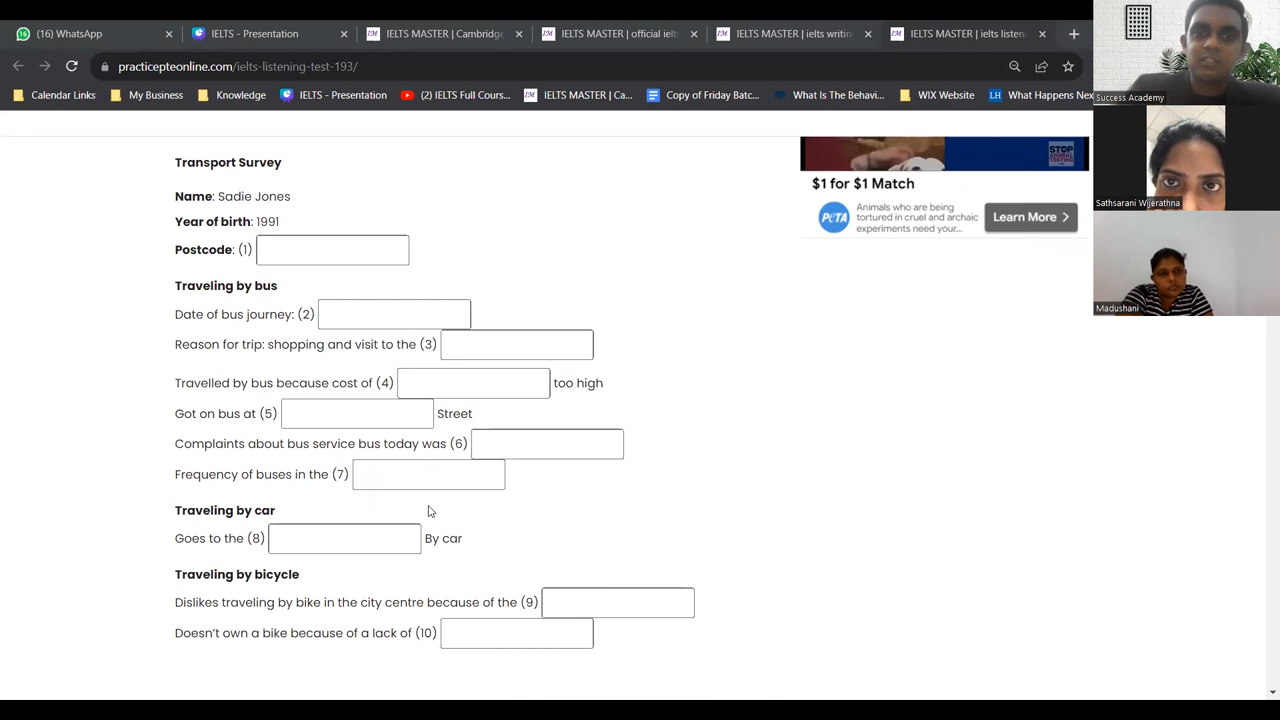 (16) WhatsApp
IELTS - Presentation
IELTS
MASTER | official ielts
IELTS MASTER | iel
IELTS MASTER | ielts listen
practicepteonline.com/ielts-listening-test-193/
Calendar Links
My Business
Knowledge
IELTS - Presentation
IELTS Full Cours...
IELTS MASTER | Ca...
Copy of Friday Batc...
What Is The Behavi...
WIX Website
What Happens Nex
Success Academy
Sathsarani Wijerathna
Madushani
STOP
ANIMAL
TESTING
$1 for $1 Match
PETA
Animals who are being
tortured in cruel and archaic
experiments need your...
Learn More
Transport Survey
Name: Sadie Jones
Year of birth: 1991
Postcode: (1)
Traveling by bus
Date of bus journey: (2)
Reason for trip: shopping and visit to the (3)
Travelled by bus because cost of (4) too high
Got on bus at (5) Street
Complaints about bus service bus today was (6)
Frequency of buses in the (7)
Traveling by car
Goes to the (8) By car
Traveling by bicycle
Dislikes traveling by bike in the city centre because of the (9)
Doesn't own a bike because of a lack of (10)